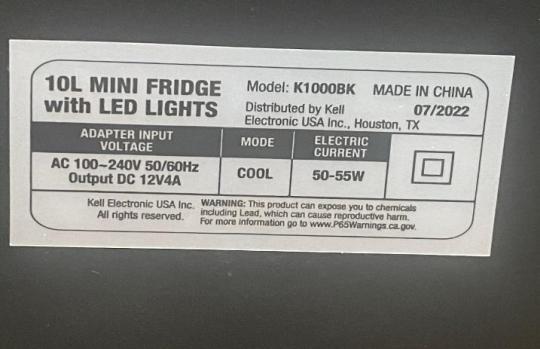 10L MINI FRIDGE
with LED LIGHTS
Model: K1000BK MADE IN CHINA
Distributed by Kell 07/2022
Electronic USA Inc., Houston, TX
ADAPTER INPUT
VOLTAGE
MODE
ELECTRIC
CURRENT
AC 100~240V 50/60Hz
Output DC 12V4A
COOL
50-55W
Kell Electronic USA Inc.
All rights reserved.
WARNING: This product can expose you to chemicals
including Lead, which can cause reproductive harm.
For more information go to www.P65Warnings.ca.gov.